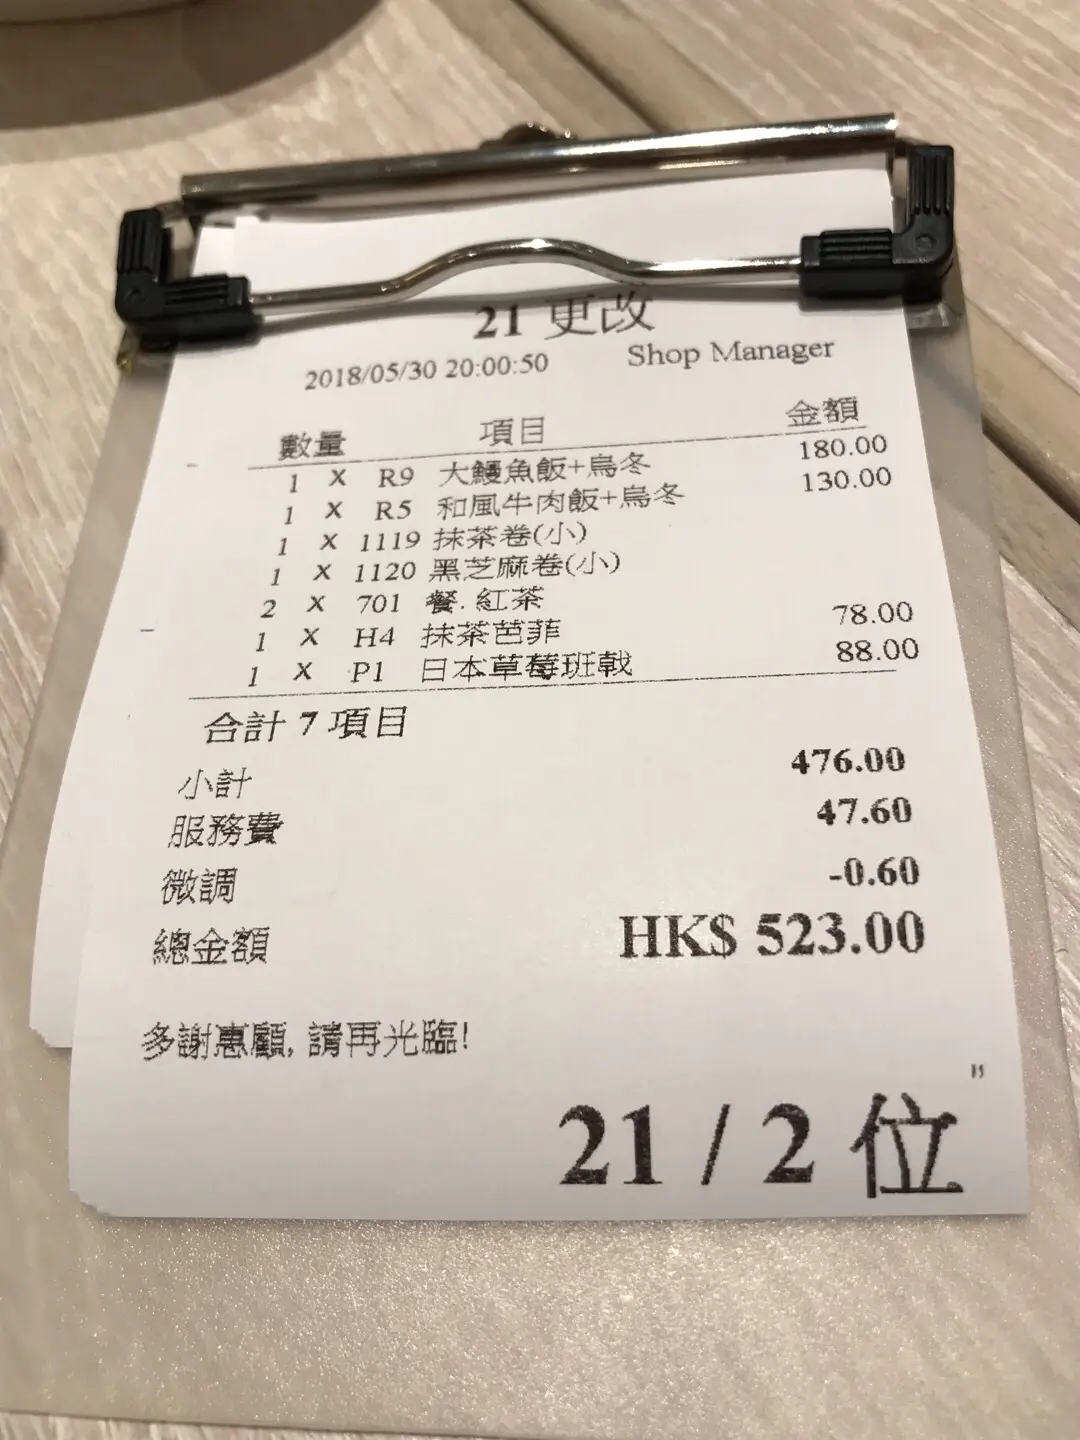 21 更改
2018/05/30 20:00:50 Shop Manager
數量 項目 金額
1 X R9 大鰻魚飯+烏冬 180.00
1 X R5 和風牛肉飯+烏冬 130.00
1 X 1119 抹茶卷(小)
1 X 1120 黑芝麻卷(小)
2 X 701 餐.紅茶
1 X H4 抹茶芭菲 78.00
1 X P1 日本草莓班戟 88.00
合計 7 項目
小計 476.00
服務費 47.60
微調 -0.60
總金額 HK$ 523.00
多謝惠顧, 請再光臨!
21 / 2 位